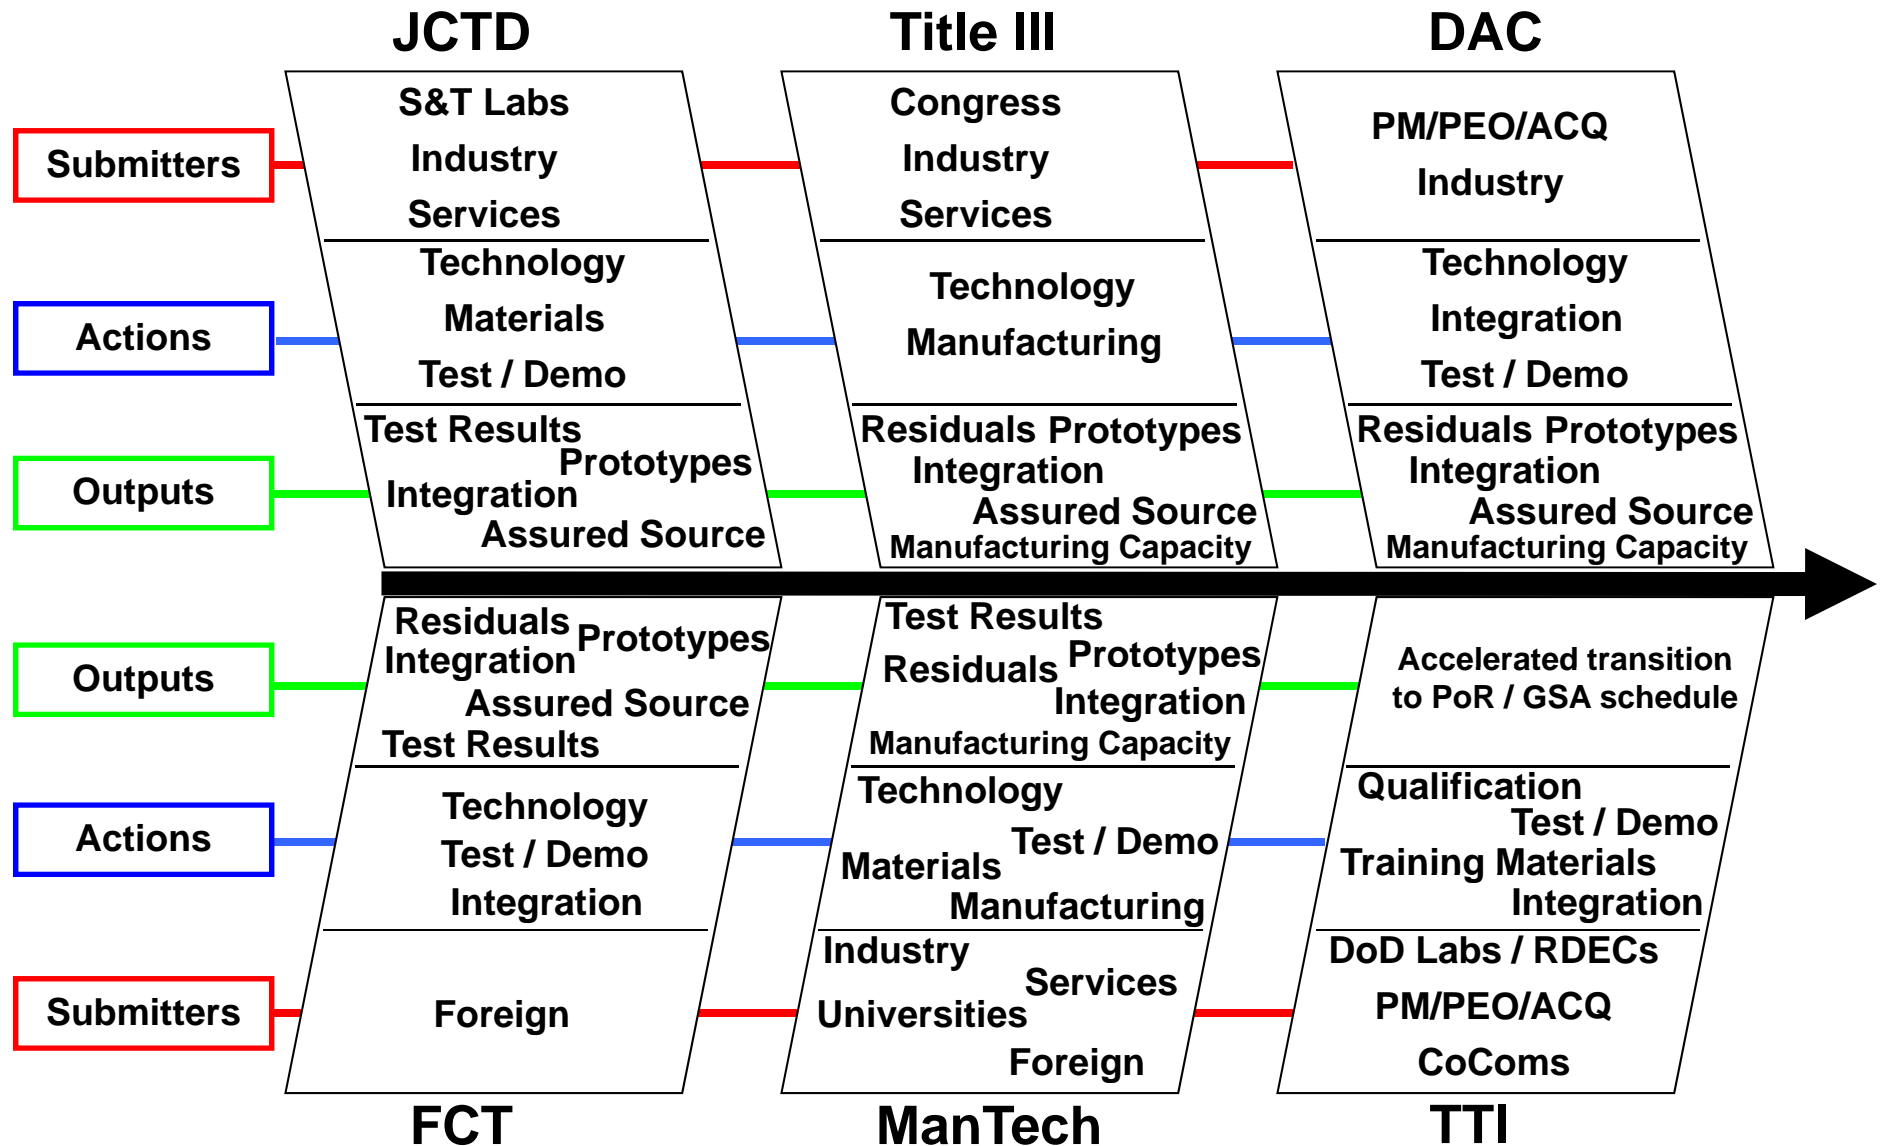 JCTD
Title III
DAC
Submitters
S&T Labs
Industry
Services
Congress
Industry
Services
PM/PEO/ACQ
Industry
Actions
Technology
Materials
Test / Demo
Technology
Manufacturing
Technology
Integration
Test / Demo
Outputs
Test Results
Prototypes
Integration
Assured Source
Residuals Prototypes
Integration
Assured Source
Manufacturing Capacity
Residuals Prototypes
Integration
Assured Source
Manufacturing Capacity
Outputs
Residuals
Prototypes
Integration
Assured Source
Test Results
Test Results
Prototypes
Residuals
Integration
Manufacturing Capacity
Accelerated transition
to PoR / GSA schedule
Actions
Technology
Test / Demo
Integration
Technology
Test / Demo
Materials
Manufacturing
Qualification
Test / Demo
Training Materials
Integration
Submitters
Foreign
Industry
Services
Universities
Foreign
DoD Labs / RDECs
PM/PEO/ACQ
CoComs
FCT
ManTech
TTI